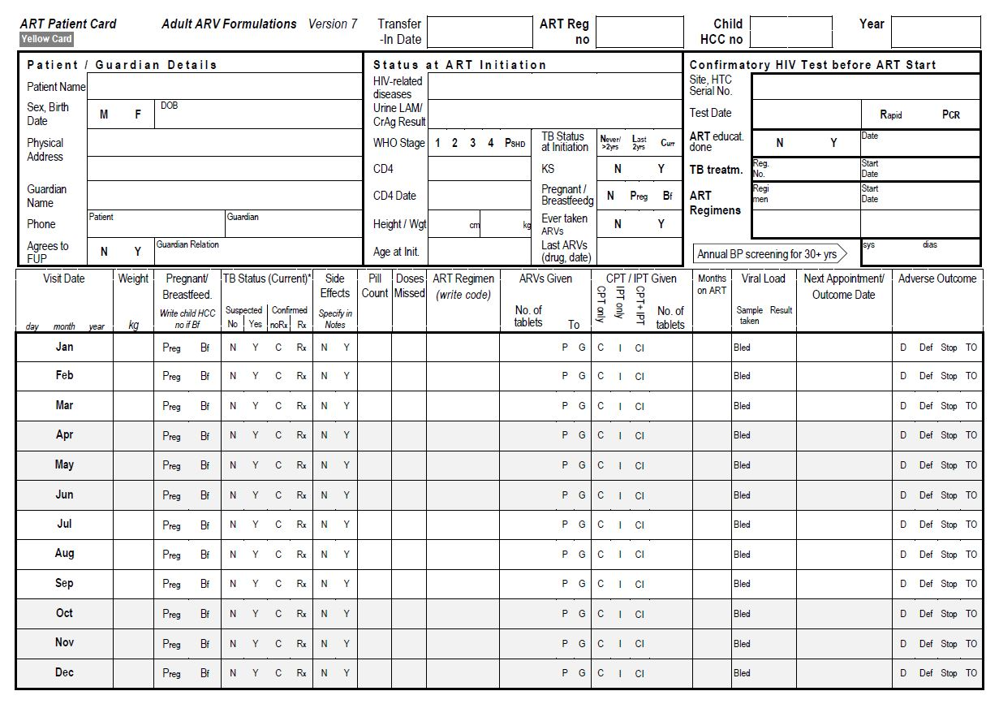 ART Patient Card Adult ARV Formulations Version 7 Transfer -In Date ART Reg no Child HCC no Year
Yellow Card
Patient / Guardian Details
Patient Name
Sex, Birth Date M F DOB
Physical Address
Guardian Name
Phone Patient Guardian
Agrees to FUP N Y Guardian Relation
Status at ART Initiation
HIV-related diseases
Urine LAM/ CrAg Result
WHO Stage 1 2 3 4 PSHD TB Status at Initiation Never/ >2yrs Last 2yrs Curr
CD4 KS N Y
CD4 Date Pregnant / Breastfeedg N Preg Bf
Height / Wgt cm kg Ever taken ARVs N Y
Age at Init. Last ARVs (drug, date)
Confirmatory HIV Test before ART Start
Site, HTC Serial No.
Test Date Rapid PCR
ART educat. done N Y Date
TB treatm. Reg. No. Start Date
ART Regimens Regi men Start Date
Annual BP screening for 30+ yrs sys dias
Visit Date Weight Pregnant/ Breastfeed. TB Status (Current)* Side Effects Pill Count Doses Missed ART Regimen (write code) ARVs Given CPT / IPT Given Months on ART Viral Load Next Appointment/ Outcome Date Adverse Outcome
day month year kg Write child HCC no if Bf Suspected No Yes Confirmed noRx Rx Specify in Notes No. of tablets To CPT only IPT only CPT+IPT No. of tablets Sample taken Result
Jan Preg Bf N Y C Rx N Y P G C I CI Bled D Def Stop TO
Feb Preg Bf N Y C Rx N Y P G C I CI Bled D Def Stop TO
Mar Preg Bf N Y C Rx N Y P G C I CI Bled D Def Stop TO
Apr Preg Bf N Y C Rx N Y P G C I CI Bled D Def Stop TO
May Preg Bf N Y C Rx N Y P G C I CI Bled D Def Stop TO
Jun Preg Bf N Y C Rx N Y P G C I CI Bled D Def Stop TO
Jul Preg Bf N Y C Rx N Y P G C I CI Bled D Def Stop TO
Aug Preg Bf N Y C Rx N Y P G C I CI Bled D Def Stop TO
Sep Preg Bf N Y C Rx N Y P G C I CI Bled D Def Stop TO
Oct Preg Bf N Y C Rx N Y P G C I CI Bled D Def Stop TO
Nov Preg Bf N Y C Rx N Y P G C I CI Bled D Def Stop TO
Dec Preg Bf N Y C Rx N Y P G C I CI Bled D Def Stop TO